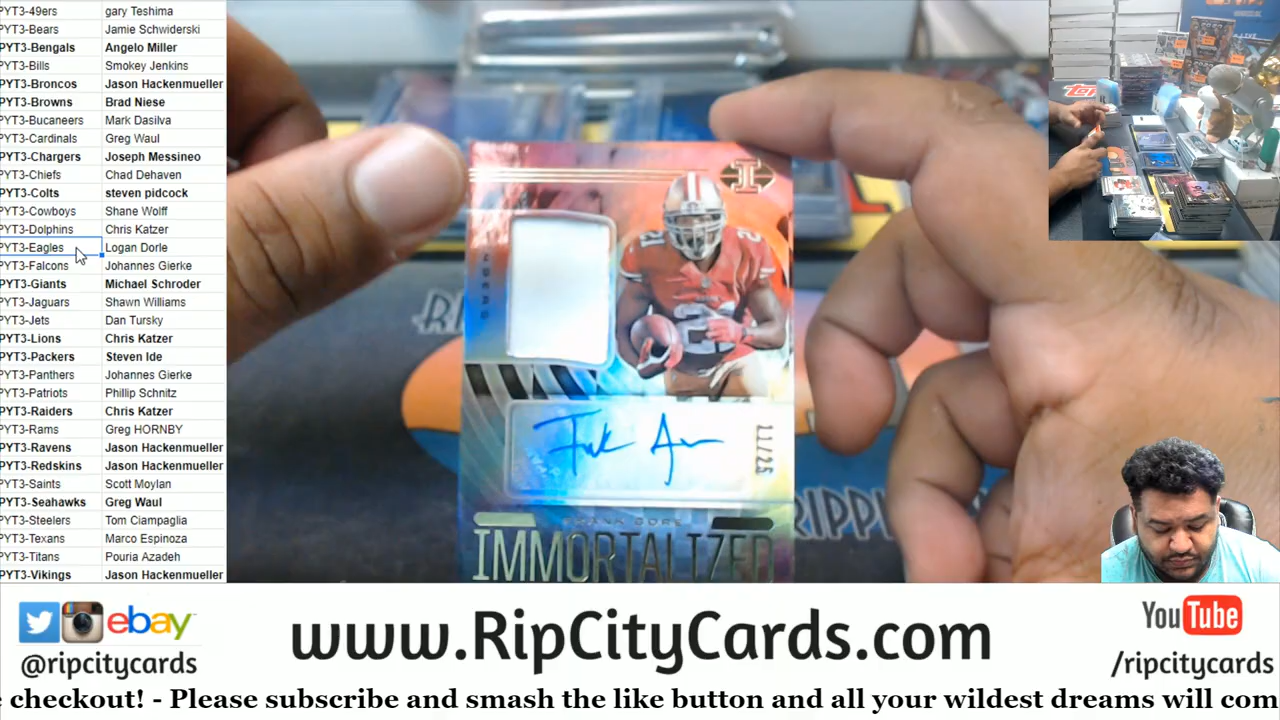 PYT3-49ers gary Teshima
PYT3-Bears Jamie Schwiderski
PYT3-Bengals Angelo Miller
PYT3-Bills Smokey Jenkins
PYT3-Broncos Jason Hackenmueller
PYT3-Browns Brad Niese
PYT3-Bucaneers Mark Dasilva
PYT3-Cardinals Greg Waul
PYT3-Chargers Joseph Messineo
PYT3-Chiefs Chad Dehaven
PYT3-Colts steven pidcock
PYT3-Cowboys Shane Wolff
PYT3-Dolphins Chris Katzer
PYT3-Eagles Logan Dorle
PYT3-Falcons Johannes Gierke
PYT3-Giants Michael Schroder
PYT3-Jaguars Shawn Williams
PYT3-Jets Dan Tursky
PYT3-Lions Chris Katzer
PYT3-Packers Steven Ide
PYT3-Panthers Johannes Gierke
PYT3-Patriots Phillip Schnitz
PYT3-Raiders Chris Katzer
PYT3-Rams Greg HORNBY
PYT3-Ravens Jason Hackenmueller
PYT3-Redskins Jason Hackenmueller
PYT3-Saints Scott Moylan
PYT3-Seahawks Greg Waul
PYT3-Steelers Tom Ciampaglia
PYT3-Texans Marco Espinoza
PYT3-Titans Pouria Azadeh
PYT3-Vikings Jason Hackenmueller
I
21
21
11/25
FRANK GORE
IMMORTALIZED
RIPP
ebay
@ripcitycards
www.RipCityCards.com
YouTube
/ripcitycards
checkout! - Please subscribe and smash the like button and all your wildest dreams will com